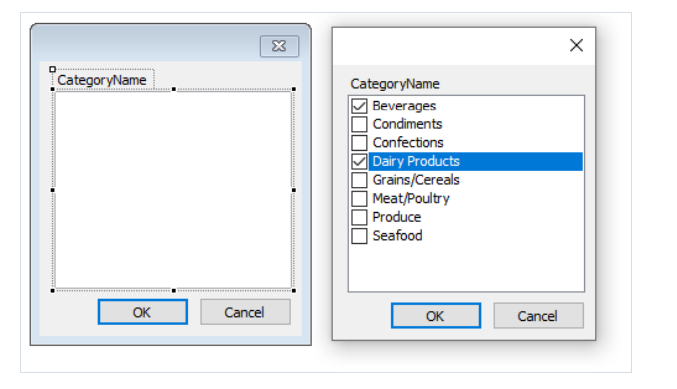 CategoryName
OK
Cancel
CategoryName
Beverages
Condiments
Confections
Dairy Products
Grains/Cereals
Meat/Poultry
Produce
Seafood
OK
Cancel